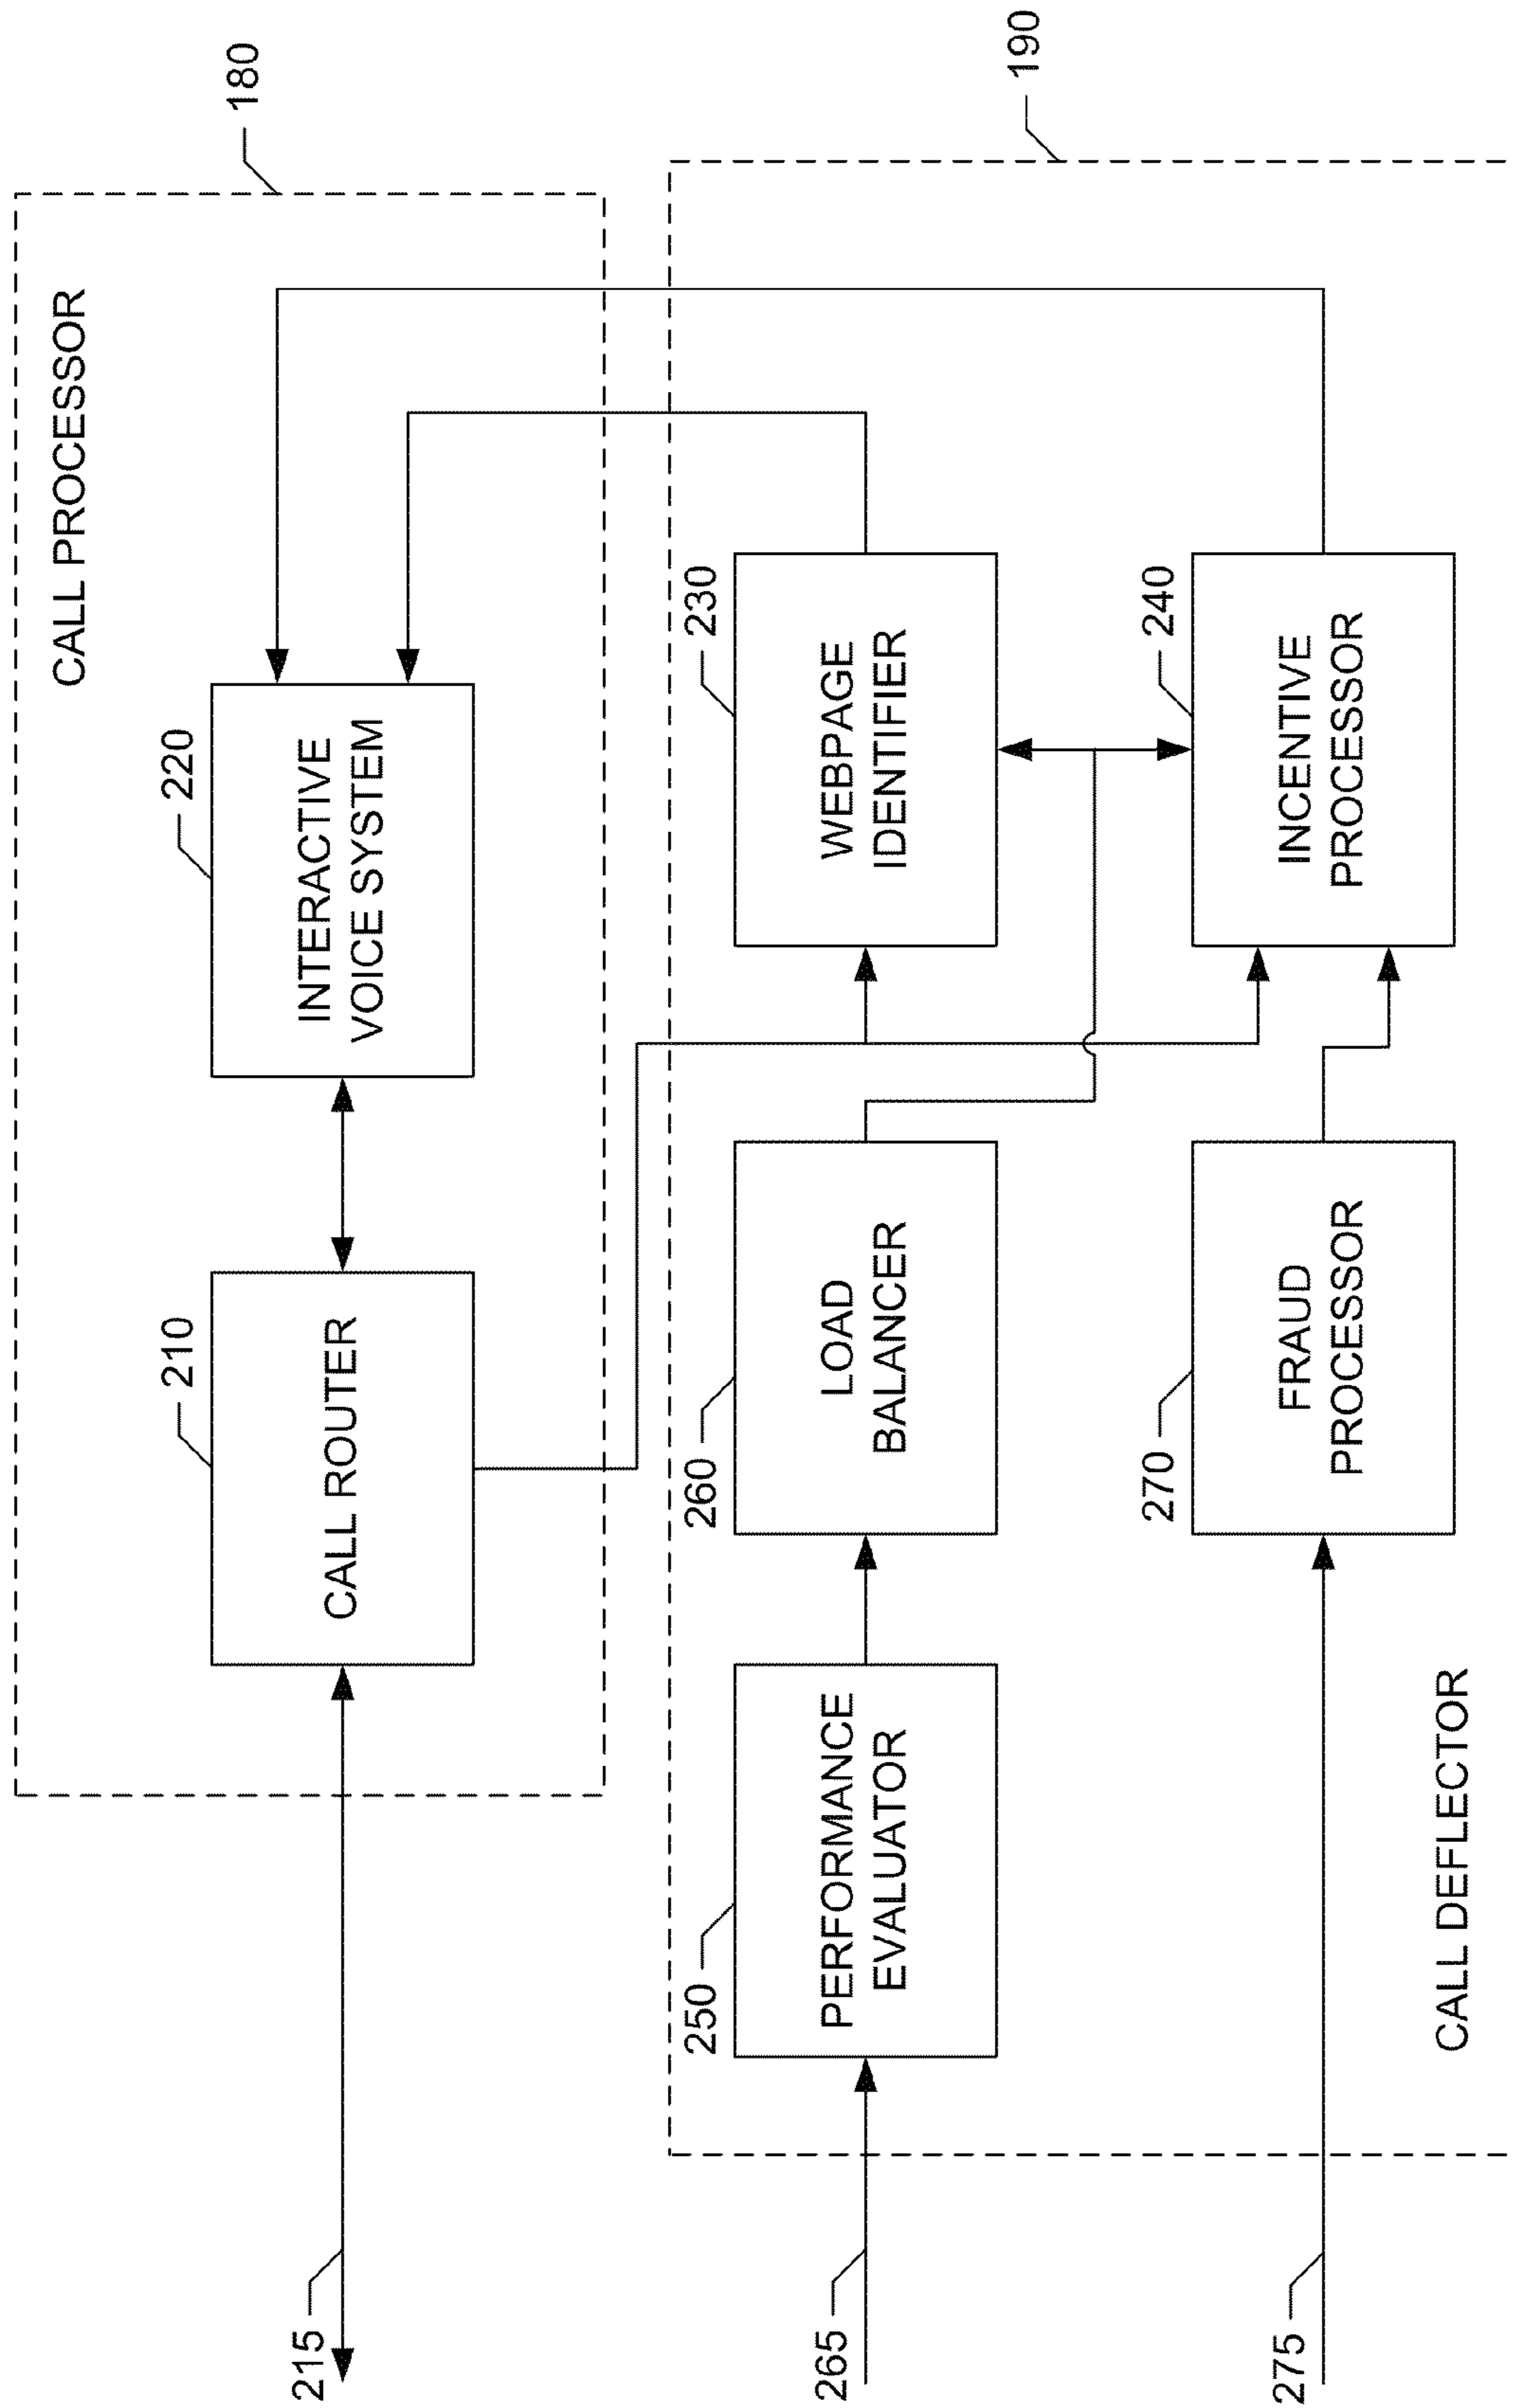 180
CALL PROCESSOR
210
CALL ROUTER
220
INTERACTIVE
VOICE SYSTEM
215
190
250
PERFORMANCE
EVALUATOR
260
LOAD
BALANCER
230
WEBPAGE
IDENTIFIER
265
270
FRAUD
PROCESSOR
240
INCENTIVE
PROCESSOR
275
CALL DEFLECTOR